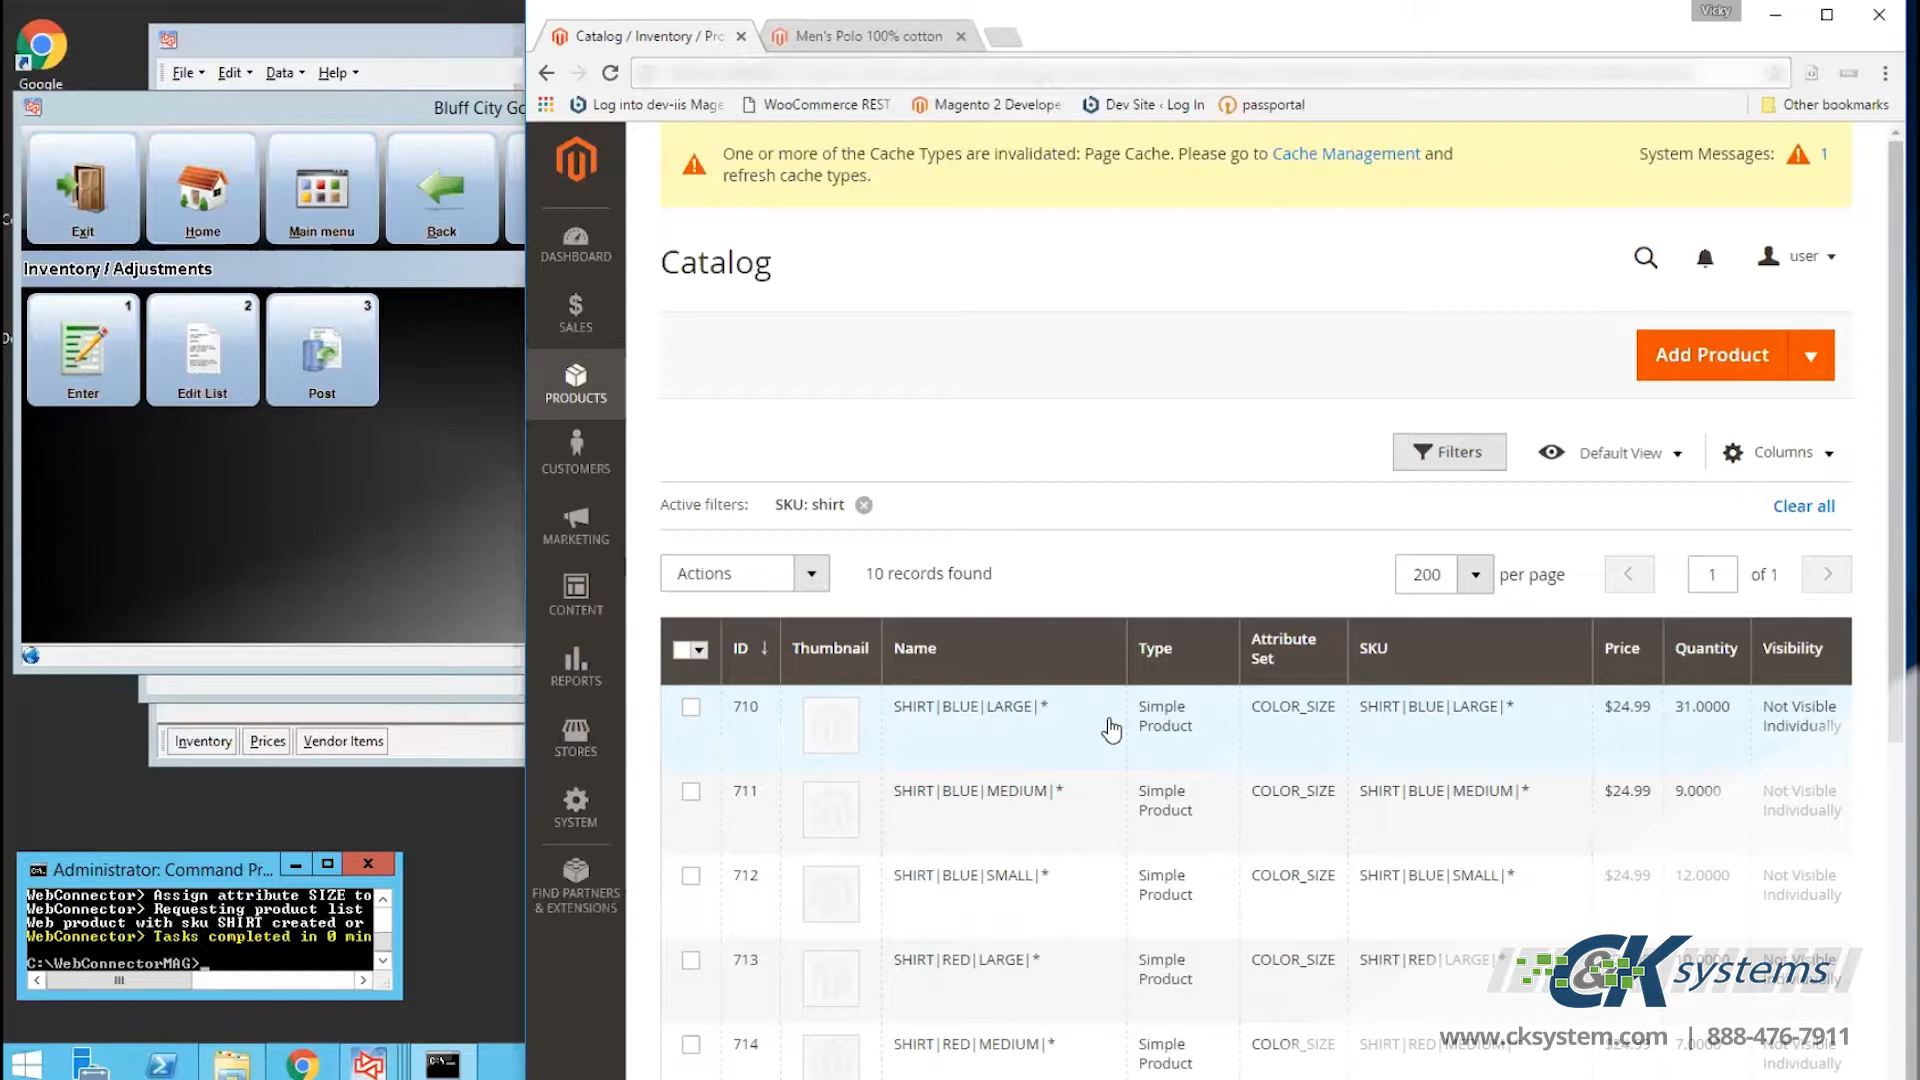 Google
File Edit Data Help
Bluff City Go
Exit Home Main menu Back
Inventory / Adjustments
1 2 3
Enter Edit List Post
Inventory Prices Vendor Items
Administrator: Command Pr...
WebConnector> Assign attribute SIZE to
WebConnector> Requesting product list
Web product with sku SHIRT created or
WebConnector> Tasks completed in 0 min
C:\WebConnectorMAG>_
Vicky
Catalog / Inventory / Pro
Men's Polo 100% cotton
Log into dev-iis Mage
WooCommerce REST
Magento 2 Develope
Dev Site ‹ Log In
passportal
Other bookmarks
DASHBOARD
SALES
PRODUCTS
CUSTOMERS
MARKETING
CONTENT
REPORTS
STORES
SYSTEM
FIND PARTNERS
& EXTENSIONS
One or more of the Cache Types are invalidated: Page Cache. Please go to Cache Management and
refresh cache types.
System Messages: 1
Catalog
user
Add Product
Filters Default View Columns
Active filters: SKU: shirt Clear all
Actions 10 records found 200 per page 1 of 1
ID ↓ Thumbnail Name Type Attribute Set SKU Price Quantity Visibility
710 SHIRT|BLUE|LARGE|* Simple Product COLOR_SIZE SHIRT|BLUE|LARGE|* $24.99 31.0000 Not Visible Individually
711 SHIRT|BLUE|MEDIUM|* Simple Product COLOR_SIZE SHIRT|BLUE|MEDIUM|* $24.99 9.0000 Not Visible Individually
712 SHIRT|BLUE|SMALL|* Simple Product COLOR_SIZE SHIRT|BLUE|SMALL|* $24.99 12.0000 Not Visible Individually
713 SHIRT|RED|LARGE|* Simple Product COLOR_SIZE SHIRT|RED|LARGE|*
714 SHIRT|RED|MEDIUM|* Simple Product COLOR_SIZE SHIRT|RED|MEDIUM|
C&K systems
www.cksystem.com | 888-476-7911